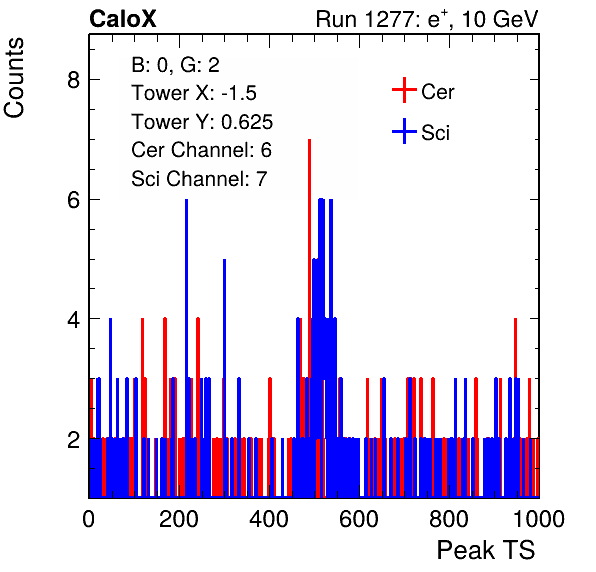 CaloX Run 1277: e⁺, 10 GeV
Counts
B: 0, G: 2
Tower X: -1.5
Tower Y: 0.625
Cer Channel: 6
Sci Channel: 7
Cer
Sci
8
6
4
2
0 200 400 600 800 1000
Peak TS